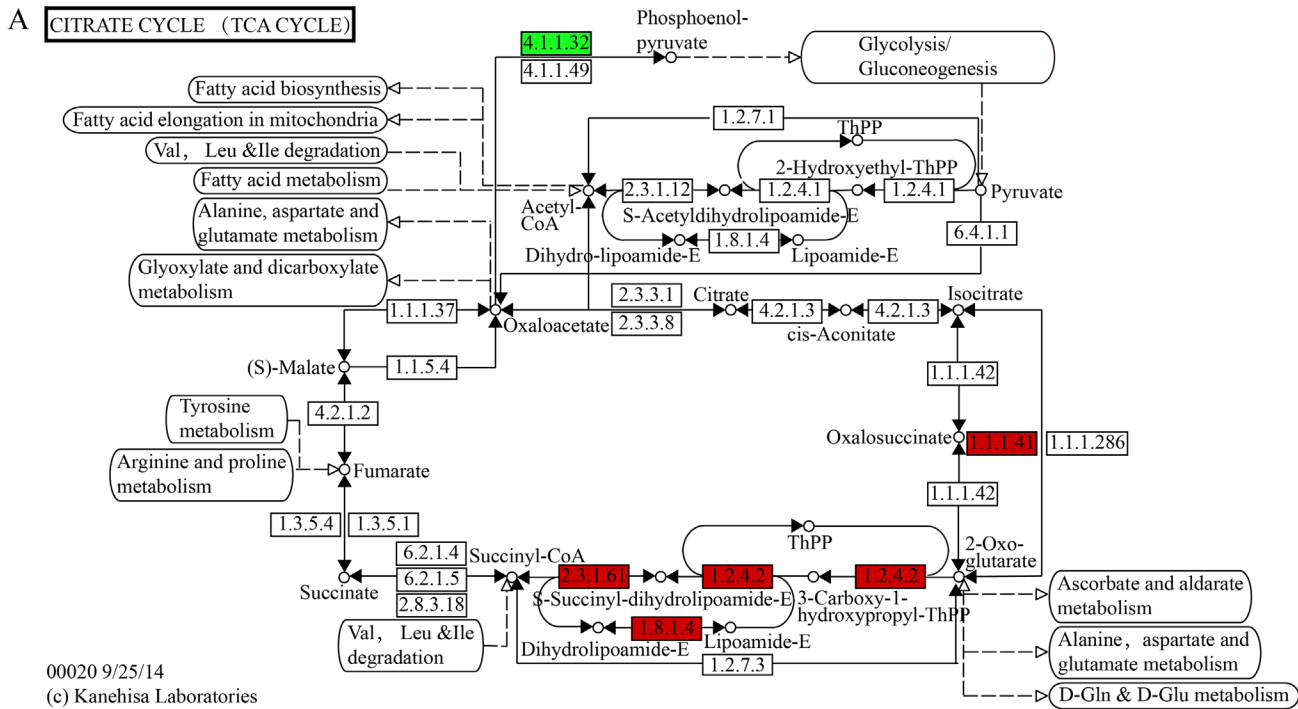 A
CITRATE CYCLE （TCA CYCLE）
Phosphoenol-
pyruvate
4.1.1.32
4.1.1.49
Glycolysis/
Gluconeogenesis
Fatty acid biosynthesis
Fatty acid elongation in mitochondria
Val， Leu &Ile degradation
Fatty acid metabolism
Alanine, aspartate and
glutamate metabolism
Glyoxylate and dicarboxylate
metabolism
1.2.7.1
ThPP
2-Hydroxyethyl-ThPP
2.3.1.12
1.2.4.1
1.2.4.1
Pyruvate
Acetyl-
CoA
S-Acetyldihydrolipoamide-E
6.4.1.1
1.8.1.4
Dihydro-lipoamide-E
Lipoamide-E
1.1.1.37
Oxaloacetate
2.3.3.1
2.3.3.8
Citrate
4.2.1.3
4.2.1.3
Isocitrate
cis-Aconitate
(S)-Malate
1.1.5.4
1.1.1.42
4.2.1.2
Tyrosine
metabolism
Oxalosuccinate
1.1.1.41
1.1.1.286
Arginine and proline
metabolism
Fumarate
1.1.1.42
1.3.5.4
1.3.5.1
ThPP
2-Oxo-
glutarate
6.2.1.4
6.2.1.5
2.8.3.18
Succinyl-CoA
2.3.1.61
1.2.4.2
1.2.4.2
Succinate
S-Succinyl-dihydrolipoamide-E
3-Carboxy-1-
hydroxypropyl-ThPP
Ascorbate and aldarate
metabolism
Val， Leu &Ile
degradation
1.8.1.4
Dihydrolipoamide-E
Lipoamide-E
1.2.7.3
Alanine，aspartate and
glutamate metabolism
D-Gln & D-Glu metabolism
00020 9/25/14
(c) Kanehisa Laboratories